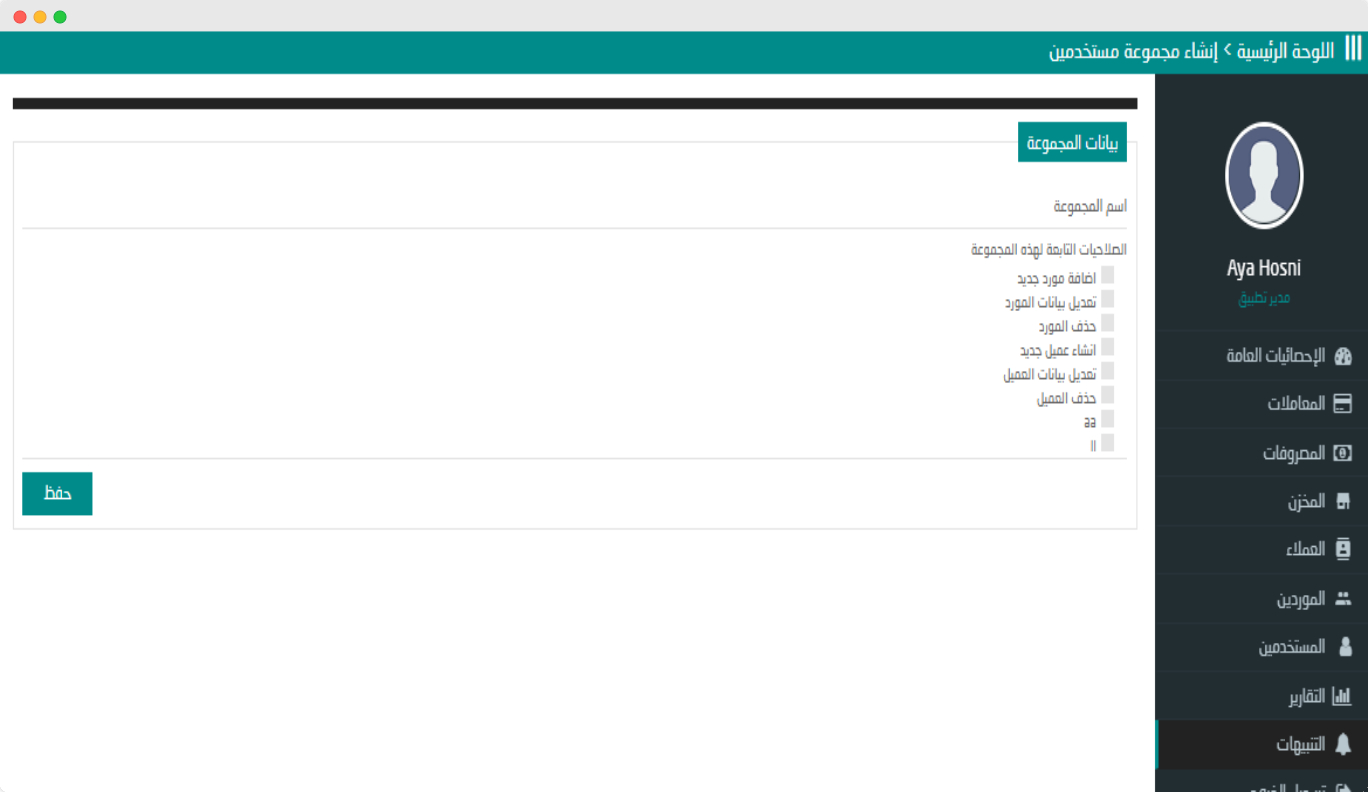 اللوحة الرئيسية > إنشاء مجموعة مستخدمين
بيانات المجموعة
اسم المجموعة
الصلاحيات التابعة لهذه المجموعة
اضافة مورد جديد
تعديل بيانات المورد
حذف المورد
انشاء عميل جديد
تعديل بيانات العميل
حذف العميل
aa
ll
حفظ
Aya Hosni
مدير تطبيق
الإحصائيات العامة
المعاملات
المصروفات
المخزن
العملاء
الموردين
المستخدمين
التقارير
التنبيهات